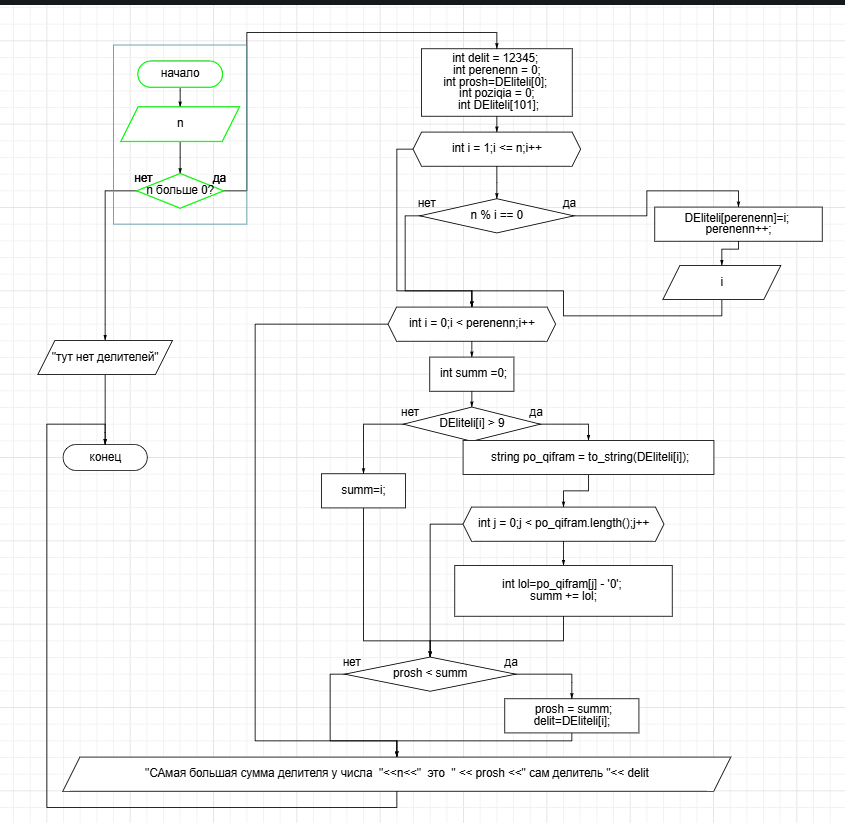 начало
n
нет
да
n больше 0?
"тут нет делителей"
конец
int delit = 12345;
int perenenn = 0;
int prosh=DEliteli[0];
int poziqia = 0;
int DEliteli[101];
int i = 1;i <= n;i++
нет
да
n % i == 0
DEliteli[perenenn]=i;
perenenn++;
i
int i = 0;i < perenenn;i++
int summ =0;
нет
да
DEliteli[i] > 9
string po_qifram = to_string(DEliteli[i]);
summ=i;
int j = 0;j < po_qifram.length();j++
int lol=po_qifram[j] - '0';
summ += lol;
нет
да
prosh < summ
prosh = summ;
delit=DEliteli[i];
"САмая большая сумма делителя у числа "<<n<<" это " << prosh <<" сам делитель "<< delit